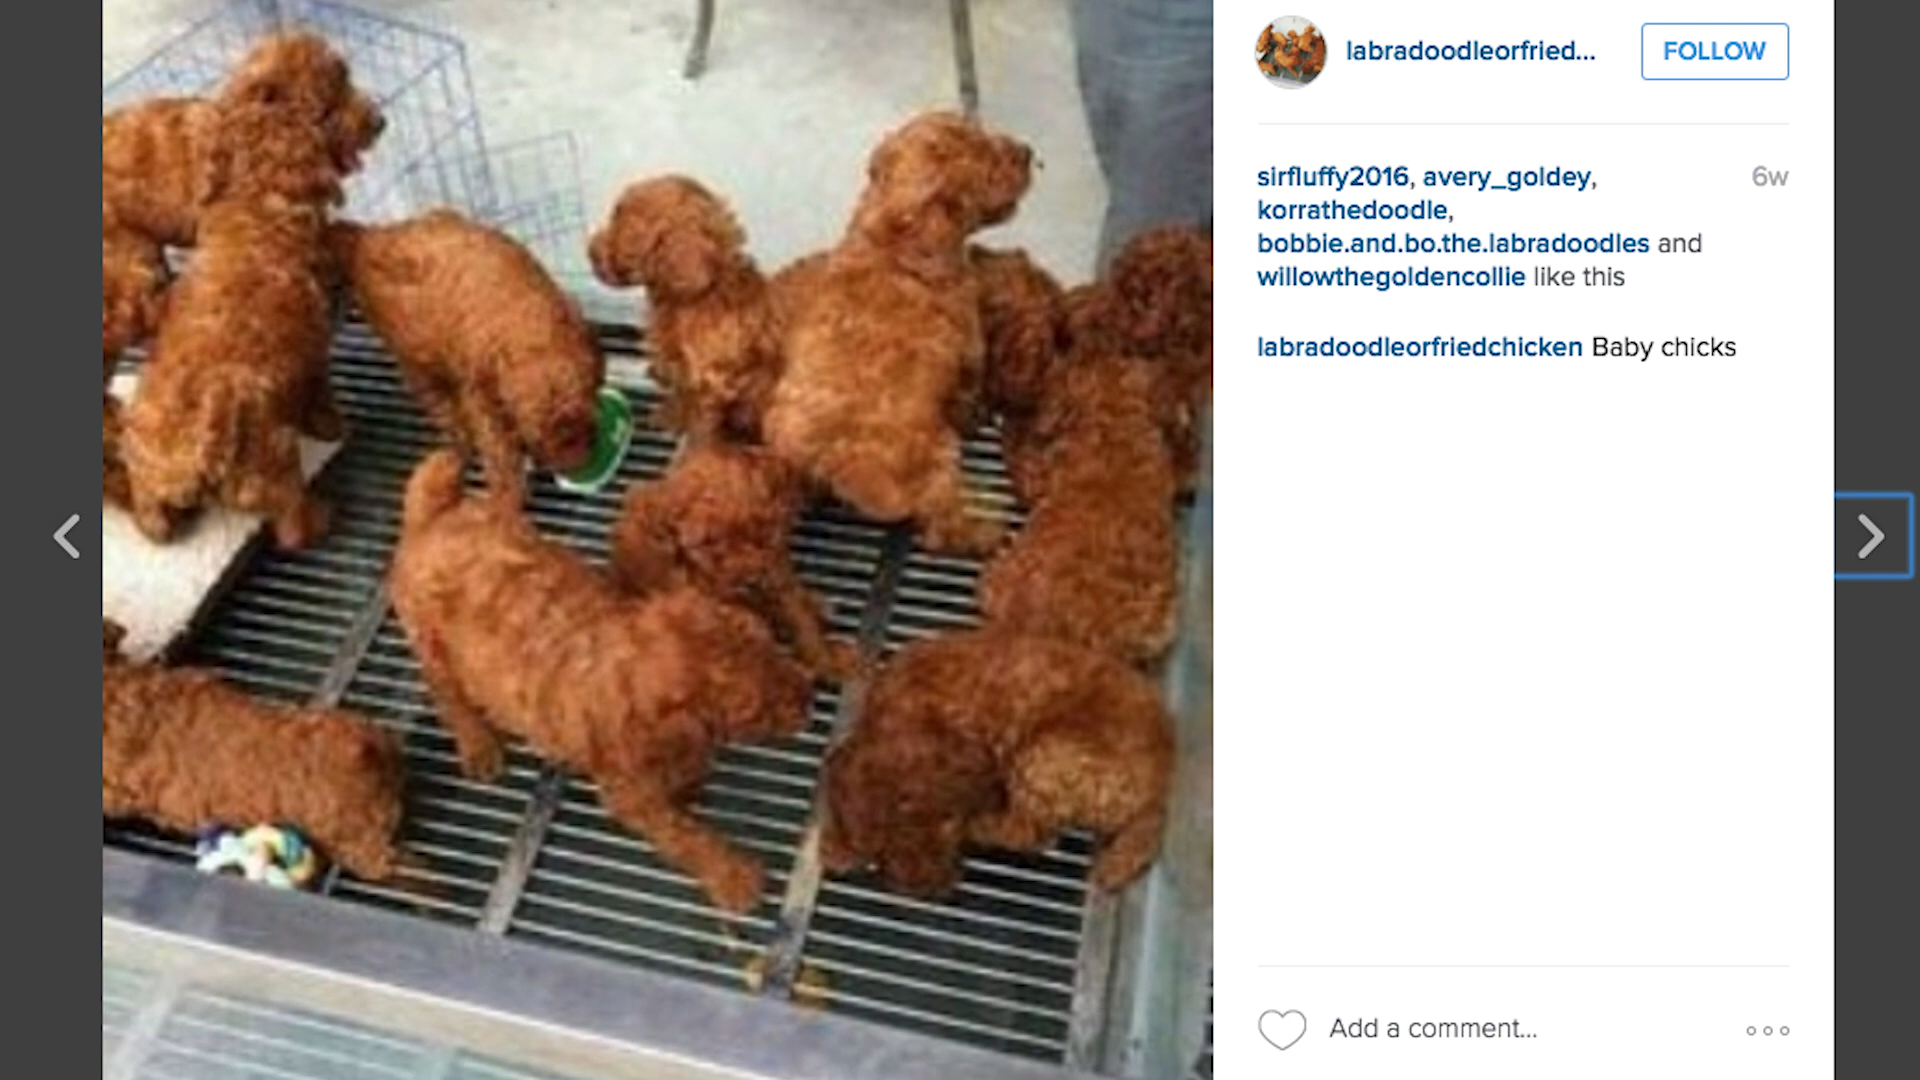 labradoodleorfried...
FOLLOW
sirfluffy2016, avery_goldey,
6w
korrathedoodle,
bobbie.and.bo.the.labradoodles and
willowthegoldencollie like this
labradoodleorfriedchicken Baby chicks
Add a comment...